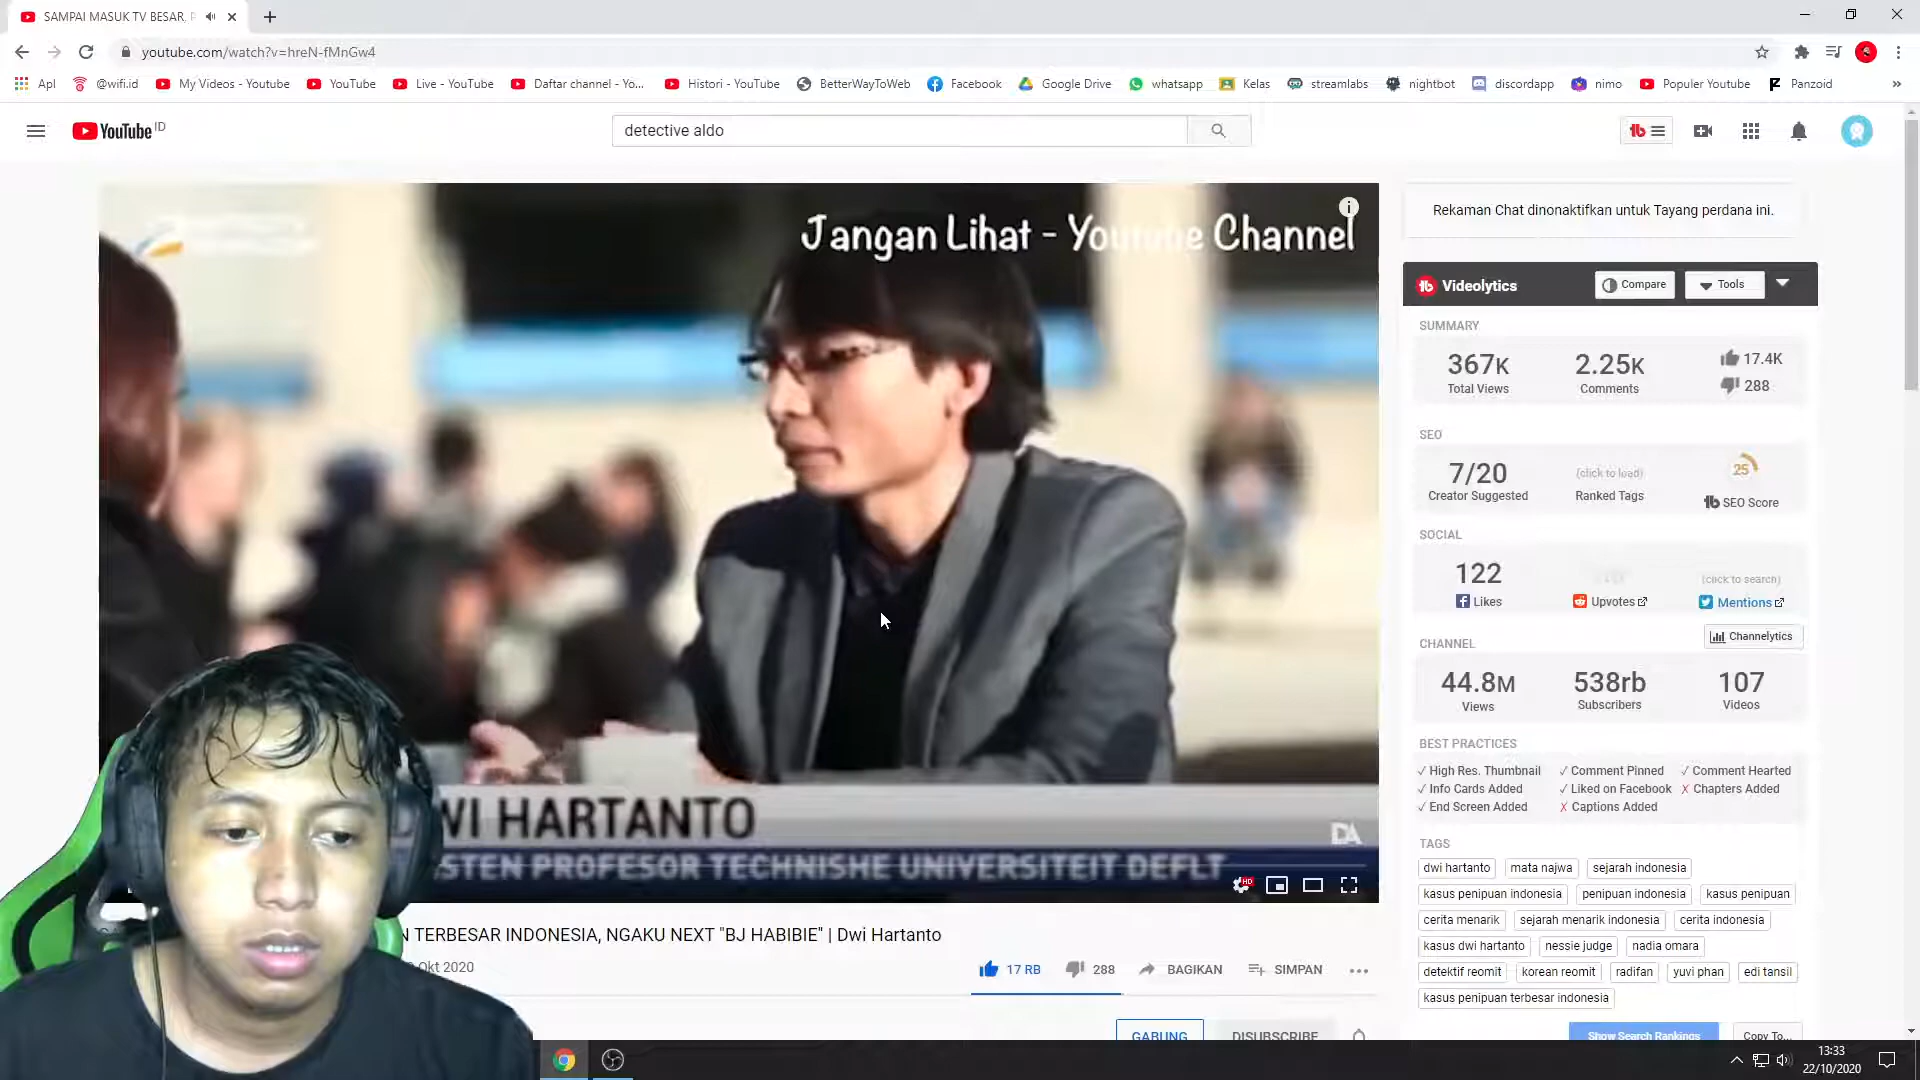 SAMPAI MASUK TV BESAR, P
youtube.com/watch?v=hreN-fMnGw4
Apl @wifi.id My Videos - Youtube YouTube Live - YouTube Daftar channel - Yo... Histori - YouTube BetterWayToWeb Facebook Google Drive whatsapp Kelas streamlabs nightbot discordapp nimo Populer Youtube Panzoid »
YouTube ID
detective aldo
Jangan Lihat - Youtube Channel
DWI HARTANTO
STEN PROFESOR TECHNISHE UNIVERSITEIT DEFLT
DA
HD
N TERBESAR INDONESIA, NGAKU NEXT "BJ HABIBIE" | Dwi Hartanto
Okt 2020
17 RB 288 BAGIKAN SIMPAN
GABUNG DISUBSCRIBE
Rekaman Chat dinonaktifkan untuk Tayang perdana ini.
Videolytics Compare Tools
SUMMARY
367K 2.25K 17.4K
Total Views Comments 288
SEO
7/20 (click to load) 25
Creator Suggested Ranked Tags SEO Score
SOCIAL
122 (click to search)
Likes Upvotes Mentions
CHANNEL Channelytics
44.8M 538rb 107
Views Subscribers Videos
BEST PRACTICES
✓ High Res. Thumbnail ✓ Comment Pinned ✓ Comment Hearted
✓ Info Cards Added ✓ Liked on Facebook ✗ Chapters Added
✓ End Screen Added ✗ Captions Added
TAGS
dwi hartanto mata najwa sejarah indonesia
kasus penipuan indonesia penipuan indonesia kasus penipuan
cerita menarik sejarah menarik indonesia cerita indonesia
kasus dwi hartanto nessie judge nadia omara
detektif reomit korean reomit radifan yuvi phan edi tansil
kasus penipuan terbesar indonesia
Show Search Rankings Copy To...
13:33
22/10/2020